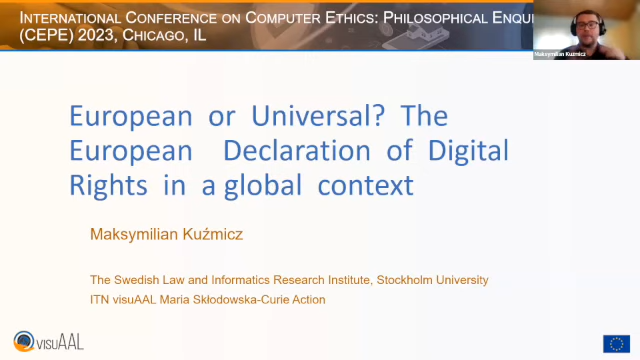 INTERNATIONAL CONFERENCE ON COMPUTER ETHICS: PHILOSOPHICAL ENQU
(CEPE) 2023, CHICAGO, IL
Maksymilian Kuźmicz
European or Universal? The
European Declaration of Digital
Rights in a global context
Maksymilian Kuźmicz
The Swedish Law and Informatics Research Institute, Stockholm University
ITN visuAAL Maria Skłodowska-Curie Action
visuAAL